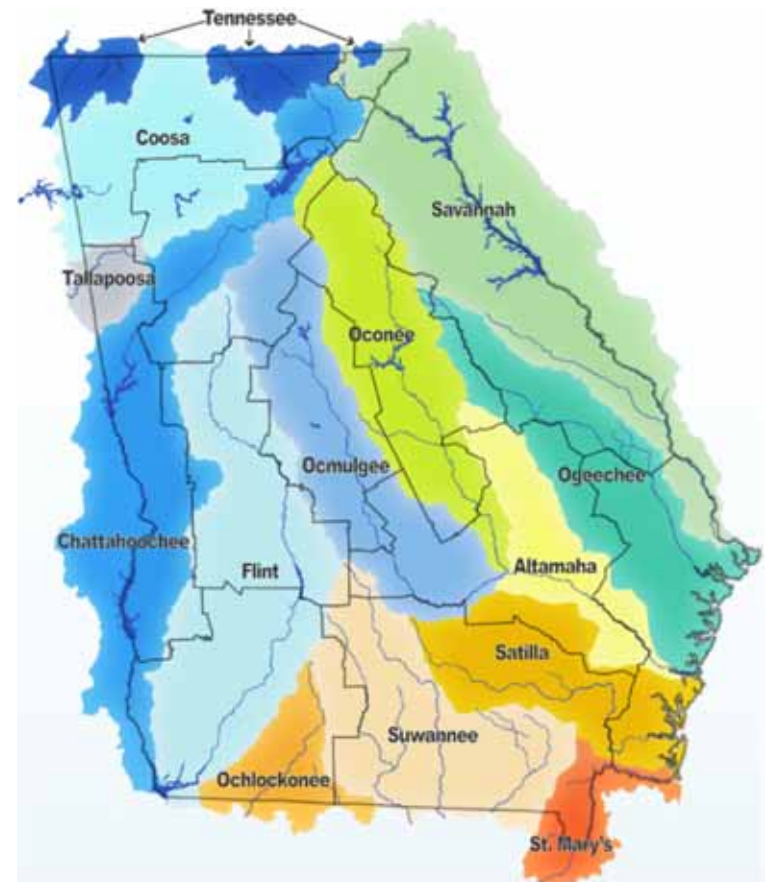 Tennessee
Coosa
Savannah
Tallapoosa
Oconee
Ocmulgee
Ogeechee
Chattahoochee
Flint
Altamaha
Satilla
Suwannee
Ochlockonee
St. Mary's